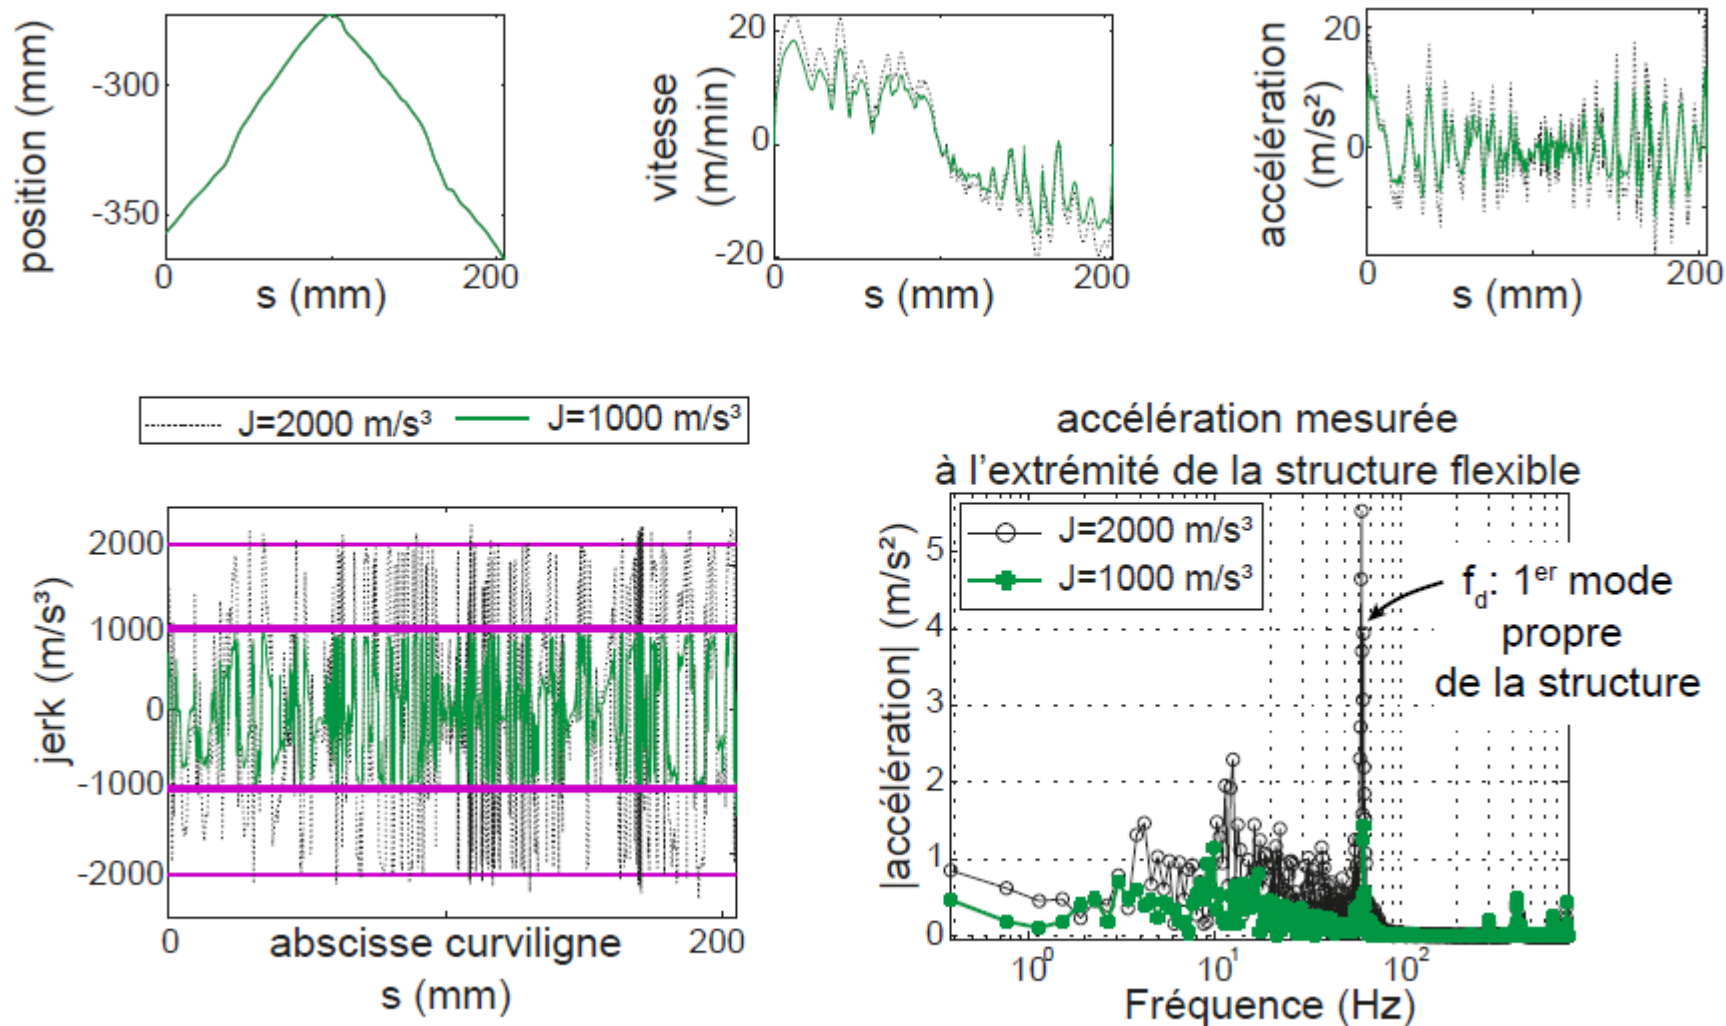 position (mm)
-300
-350
0
200
s (mm)
vitesse
(m/min)
20
0
-20
0
200
s (mm)
accélération
(m/s²)
20
0
0
200
s (mm)
J=2000 m/s³
J=1000 m/s³
jerk (m/s³)
2000
1000
0
-1000
-2000
0
200
abscisse curviligne
s (mm)
accélération mesurée
à l'extrémité de la structure flexible
J=2000 m/s³
J=1000 m/s³
f_d: 1er mode
propre
de la structure
|accélération| (m/s²)
5
4
3
2
1
0
10⁰
10¹
10²
Fréquence (Hz)